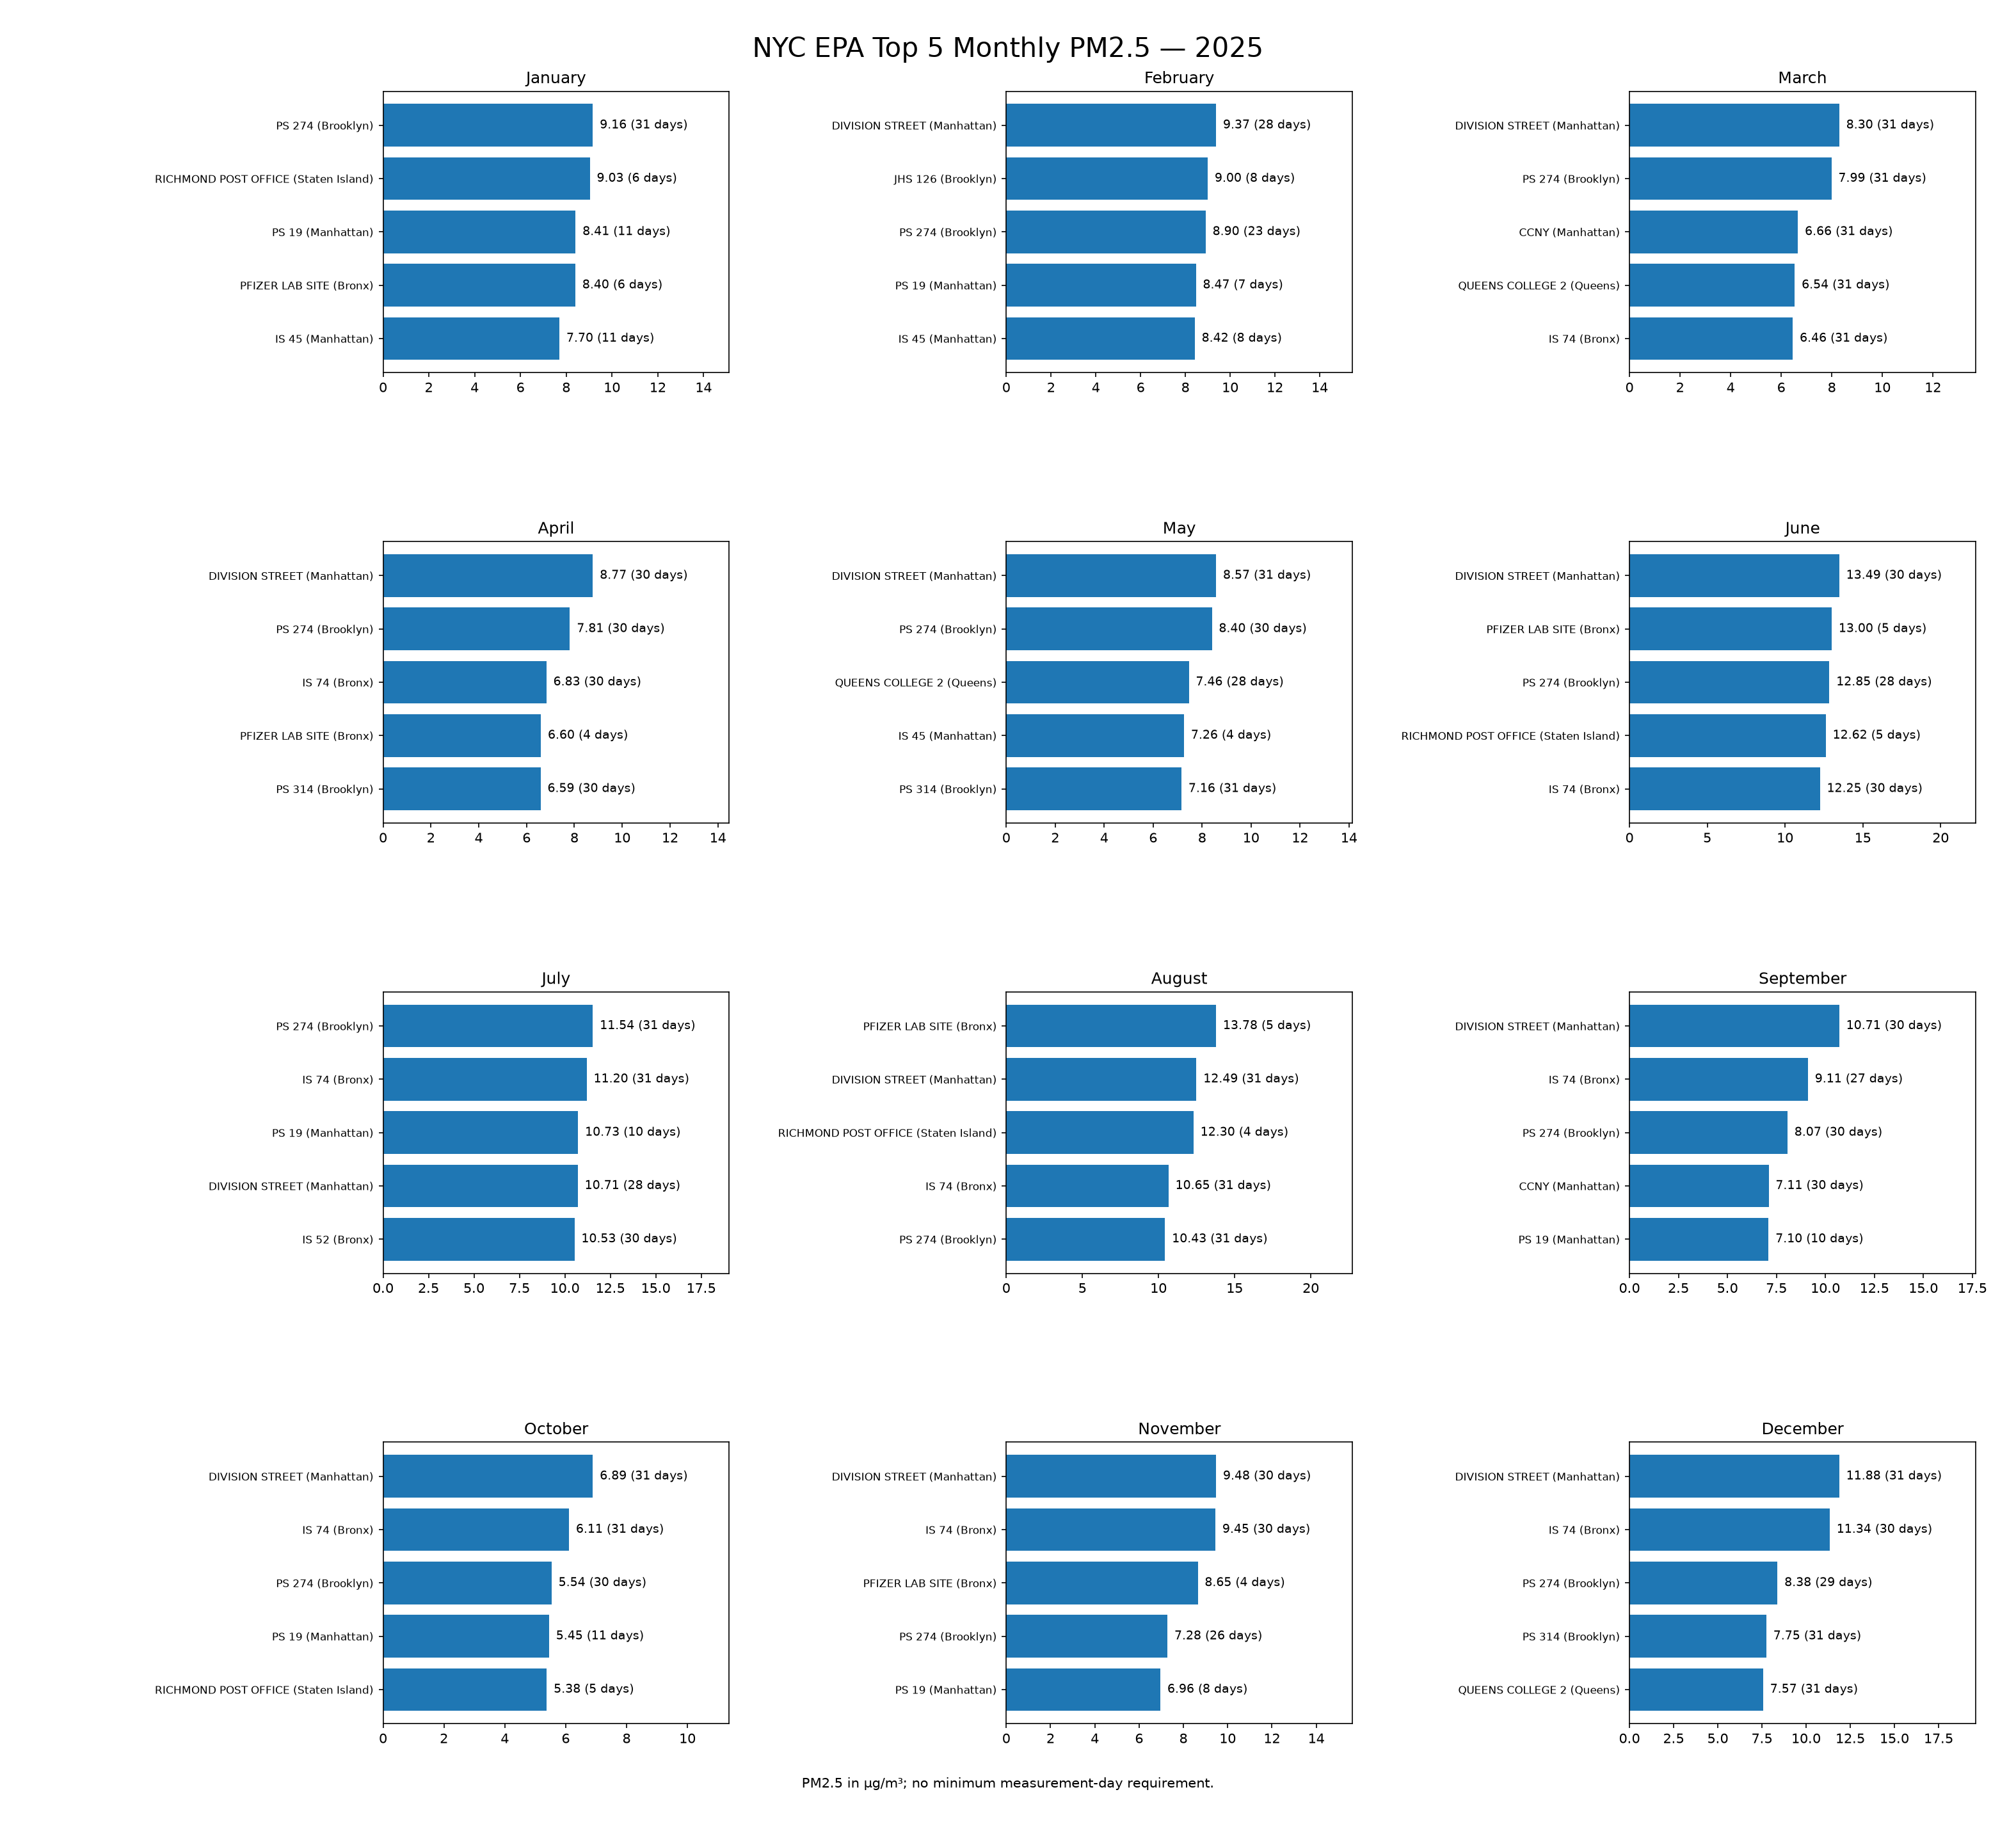 NYC EPA Top 5 Monthly PM2.5 — 2025
January
PS 274 (Brooklyn) 9.16 (31 days)
RICHMOND POST OFFICE (Staten Island) 9.03 (6 days)
PS 19 (Manhattan) 8.41 (11 days)
PFIZER LAB SITE (Bronx) 8.40 (6 days)
IS 45 (Manhattan) 7.70 (11 days)
0 2 4 6 8 10 12 14
February
DIVISION STREET (Manhattan) 9.37 (28 days)
JHS 126 (Brooklyn) 9.00 (8 days)
PS 274 (Brooklyn) 8.90 (23 days)
PS 19 (Manhattan) 8.47 (7 days)
IS 45 (Manhattan) 8.42 (8 days)
0 2 4 6 8 10 12 14
March
DIVISION STREET (Manhattan) 8.30 (31 days)
PS 274 (Brooklyn) 7.99 (31 days)
CCNY (Manhattan) 6.66 (31 days)
QUEENS COLLEGE 2 (Queens) 6.54 (31 days)
IS 74 (Bronx) 6.46 (31 days)
0 2 4 6 8 10 12
April
DIVISION STREET (Manhattan) 8.77 (30 days)
PS 274 (Brooklyn) 7.81 (30 days)
IS 74 (Bronx) 6.83 (30 days)
PFIZER LAB SITE (Bronx) 6.60 (4 days)
PS 314 (Brooklyn) 6.59 (30 days)
0 2 4 6 8 10 12 14
May
DIVISION STREET (Manhattan) 8.57 (31 days)
PS 274 (Brooklyn) 8.40 (30 days)
QUEENS COLLEGE 2 (Queens) 7.46 (28 days)
IS 45 (Manhattan) 7.26 (4 days)
PS 314 (Brooklyn) 7.16 (31 days)
0 2 4 6 8 10 12 14
June
DIVISION STREET (Manhattan) 13.49 (30 days)
PFIZER LAB SITE (Bronx) 13.00 (5 days)
PS 274 (Brooklyn) 12.85 (28 days)
RICHMOND POST OFFICE (Staten Island) 12.62 (5 days)
IS 74 (Bronx) 12.25 (30 days)
0 5 10 15 20
July
PS 274 (Brooklyn) 11.54 (31 days)
IS 74 (Bronx) 11.20 (31 days)
PS 19 (Manhattan) 10.73 (10 days)
DIVISION STREET (Manhattan) 10.71 (28 days)
IS 52 (Bronx) 10.53 (30 days)
0.0 2.5 5.0 7.5 10.0 12.5 15.0 17.5
August
PFIZER LAB SITE (Bronx) 13.78 (5 days)
DIVISION STREET (Manhattan) 12.49 (31 days)
RICHMOND POST OFFICE (Staten Island) 12.30 (4 days)
IS 74 (Bronx) 10.65 (31 days)
PS 274 (Brooklyn) 10.43 (31 days)
0 5 10 15 20
September
DIVISION STREET (Manhattan) 10.71 (30 days)
IS 74 (Bronx) 9.11 (27 days)
PS 274 (Brooklyn) 8.07 (30 days)
CCNY (Manhattan) 7.11 (30 days)
PS 19 (Manhattan) 7.10 (10 days)
0.0 2.5 5.0 7.5 10.0 12.5 15.0 17.5
October
DIVISION STREET (Manhattan) 6.89 (31 days)
IS 74 (Bronx) 6.11 (31 days)
PS 274 (Brooklyn) 5.54 (30 days)
PS 19 (Manhattan) 5.45 (11 days)
RICHMOND POST OFFICE (Staten Island) 5.38 (5 days)
0 2 4 6 8 10
November
DIVISION STREET (Manhattan) 9.48 (30 days)
IS 74 (Bronx) 9.45 (30 days)
PFIZER LAB SITE (Bronx) 8.65 (4 days)
PS 274 (Brooklyn) 7.28 (26 days)
PS 19 (Manhattan) 6.96 (8 days)
0 2 4 6 8 10 12 14
December
DIVISION STREET (Manhattan) 11.88 (31 days)
IS 74 (Bronx) 11.34 (30 days)
PS 274 (Brooklyn) 8.38 (29 days)
PS 314 (Brooklyn) 7.75 (31 days)
QUEENS COLLEGE 2 (Queens) 7.57 (31 days)
0.0 2.5 5.0 7.5 10.0 12.5 15.0 17.5
PM2.5 in µg/m³; no minimum measurement-day requirement.